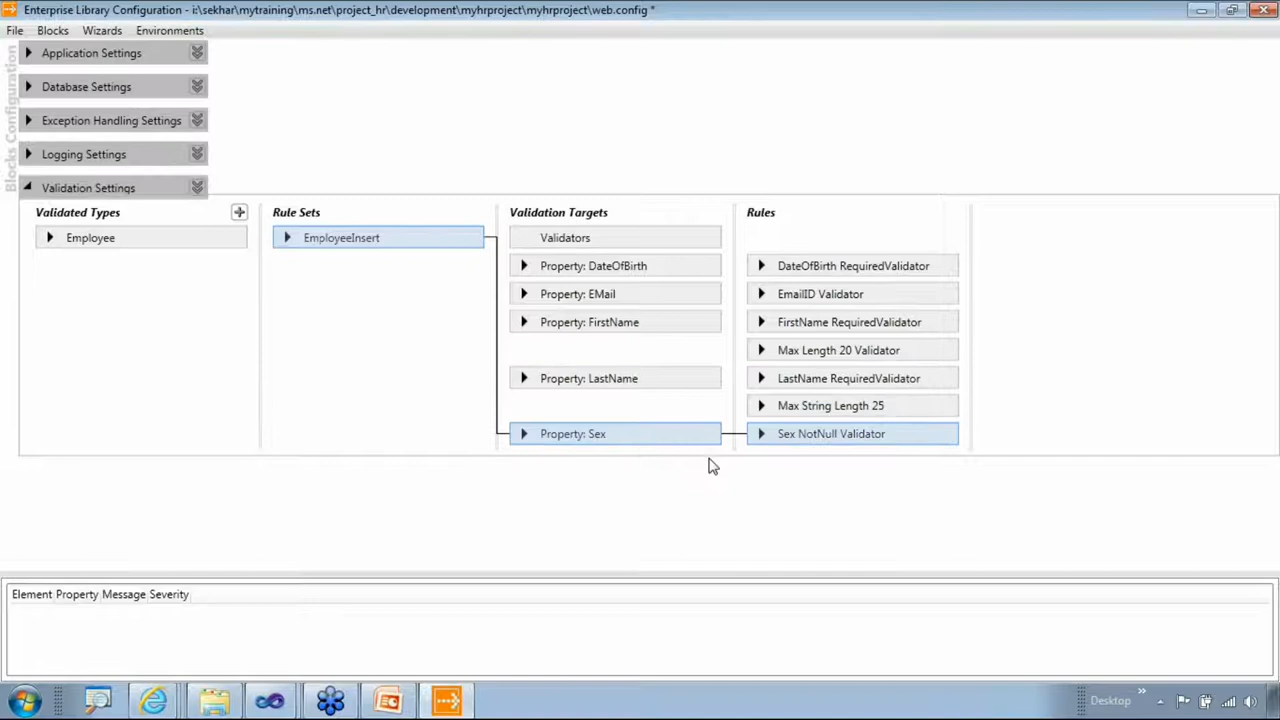 Enterprise Library Configuration - i:\sekhar\mytraining\ms.net\project_hr\development\myhrproject\myhrproject\web.config *
File Blocks Wizards Environments
Blocks Configuration
Application Settings
Database Settings
Exception Handling Settings
Logging Settings
Validation Settings
Validated Types Rule Sets Validation Targets Rules
Employee EmployeeInsert Validators
Property: DateOfBirth DateOfBirth RequiredValidator
Property: EMail EmailID Validator
Property: FirstName FirstName RequiredValidator
Max Length 20 Validator
Property: LastName LastName RequiredValidator
Max String Length 25
Property: Sex Sex NotNull Validator
Element Property Message Severity
Desktop